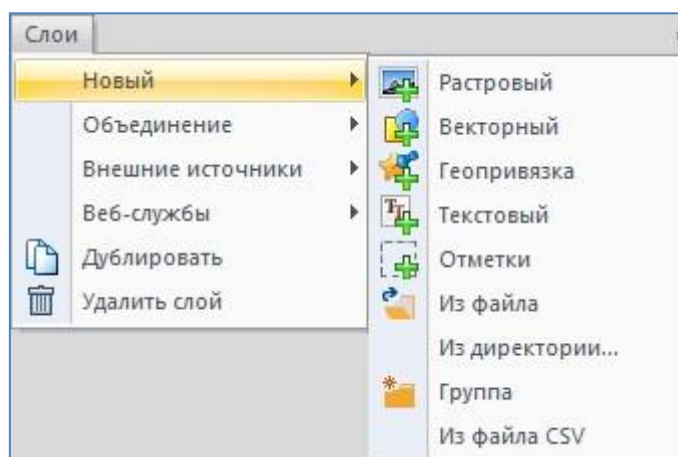 Слои
Новый
Объединение
Внешние источники
Веб-службы
Дублировать
Удалить слой
Растровый
Векторный
Геопривязка
Текстовый
Отметки
Из файла
Из директории...
Группа
Из файла CSV